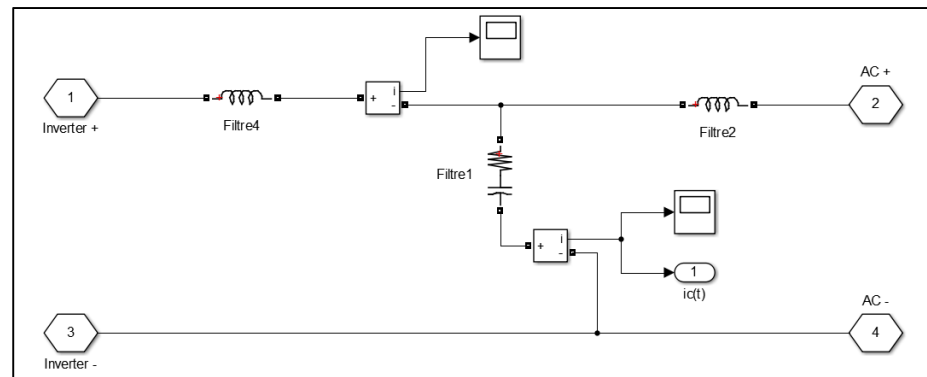 AC +
1
+
i
-
2
Inverter +
Filtre4
Filtre2
Filtre1
+
i
-
1
ic(t)
AC -
3
4
Inverter -